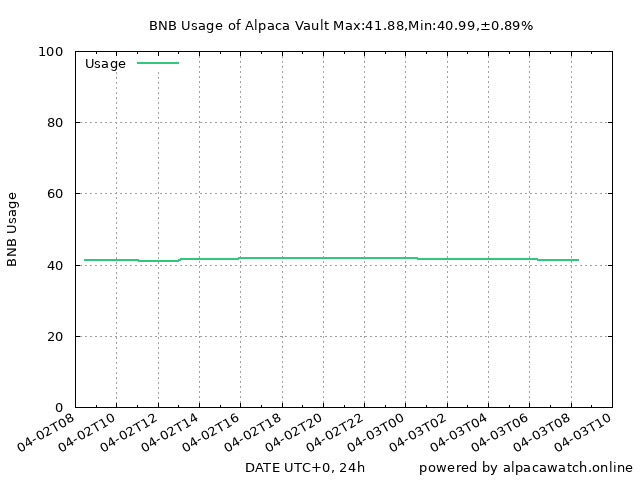 BNB Usage of Alpaca Vault Max:41.88,Min:40.99,±0.89%
100
80
60
40
20
0
BNB Usage
Usage
04-02T08
04-02T10
04-02T12
04-02T14
04-02T16
04-02T18
04-02T20
04-02T22
04-03T00
04-03T02
04-03T04
04-03T06
04-03T08
04-03T10
DATE UTC+0, 24h
powered by alpacawatch.online